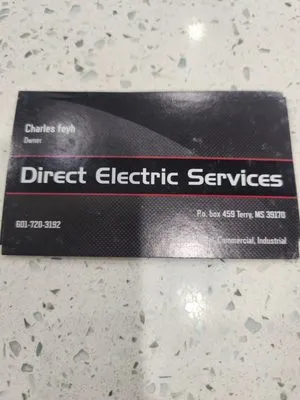 Charles feyh
Owner
Direct Electric Services
P.o. box 459 Terry, MS 39170
601-720-3192
Commercial, Industrial